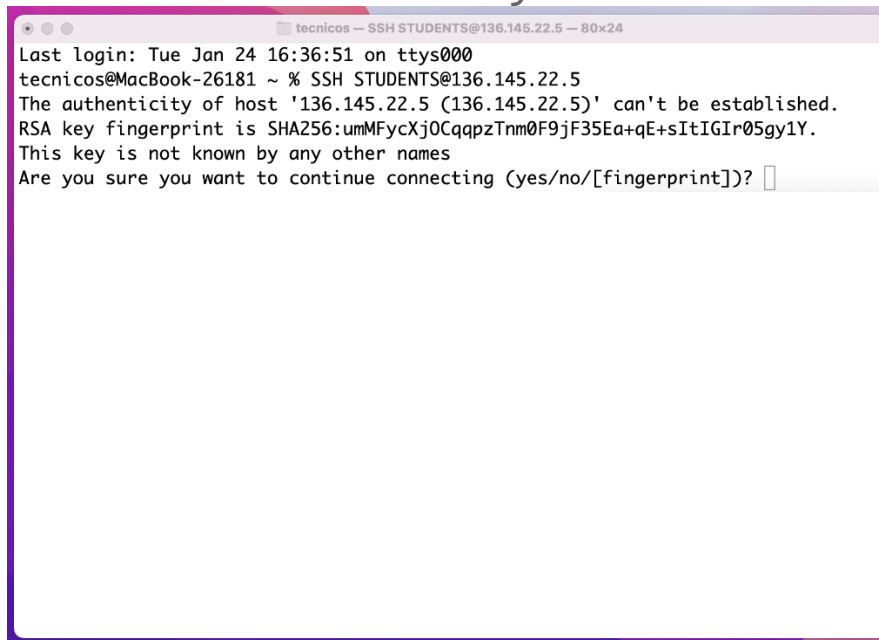 tecnicos — SSH STUDENTS@136.145.22.5 — 80×24
Last login: Tue Jan 24 16:36:51 on ttys000
tecnicos@MacBook-26181 ~ % SSH STUDENTS@136.145.22.5
The authenticity of host '136.145.22.5 (136.145.22.5)' can't be established.
RSA key fingerprint is SHA256:umMFycXjOCqqpzTnm0F9jF35Ea+qE+sItIGIr05gy1Y.
This key is not known by any other names
Are you sure you want to continue connecting (yes/no/[fingerprint])?